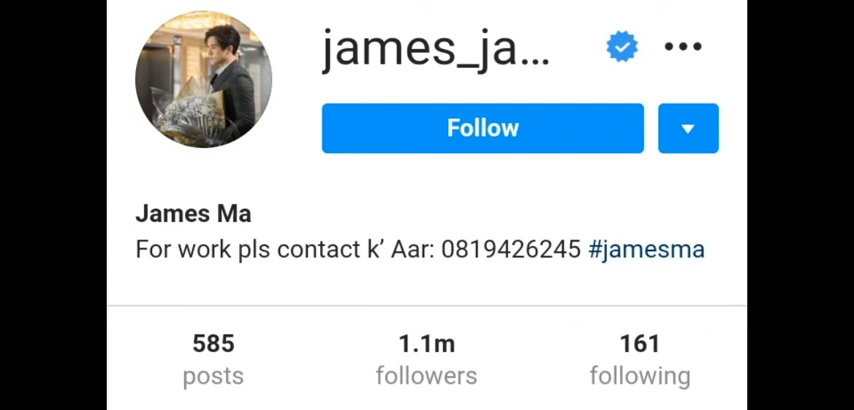 james_ja...
Follow
James Ma
For work pls contact k’ Aar: 0819426245 #jamesma
585 1.1m 161
posts followers following